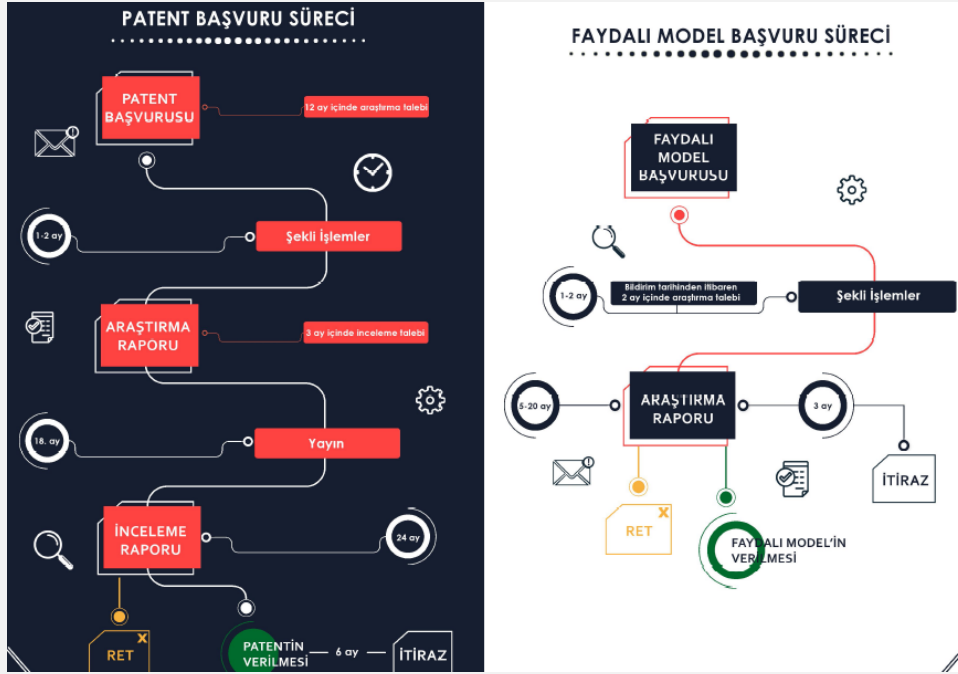 PATENT BAŞVURU SÜRECİ
PATENT
BAŞVURUSU
12 ay içinde araştırma talebi
1-2 ay
Şekli İşlemler
ARAŞTIRMA
RAPORU
3 ay içinde inceleme talebi
18. ay
Yayın
İNCELEME
RAPORU
24 ay
RET
X
PATENTİN
VERİLMESİ
6 ay
İTİRAZ
FAYDALI MODEL BAŞVURU SÜRECİ
FAYDALI
MODEL
BAŞVURUSU
1-2 ay
Bildirim tarihinden itibaren
2 ay içinde araştırma talebi
Şekli İşlemler
5-20 ay
ARAŞTIRMA
RAPORU
3 ay
İTİRAZ
RET
X
FAYDALI MODEL'İN
VERİLMESİ